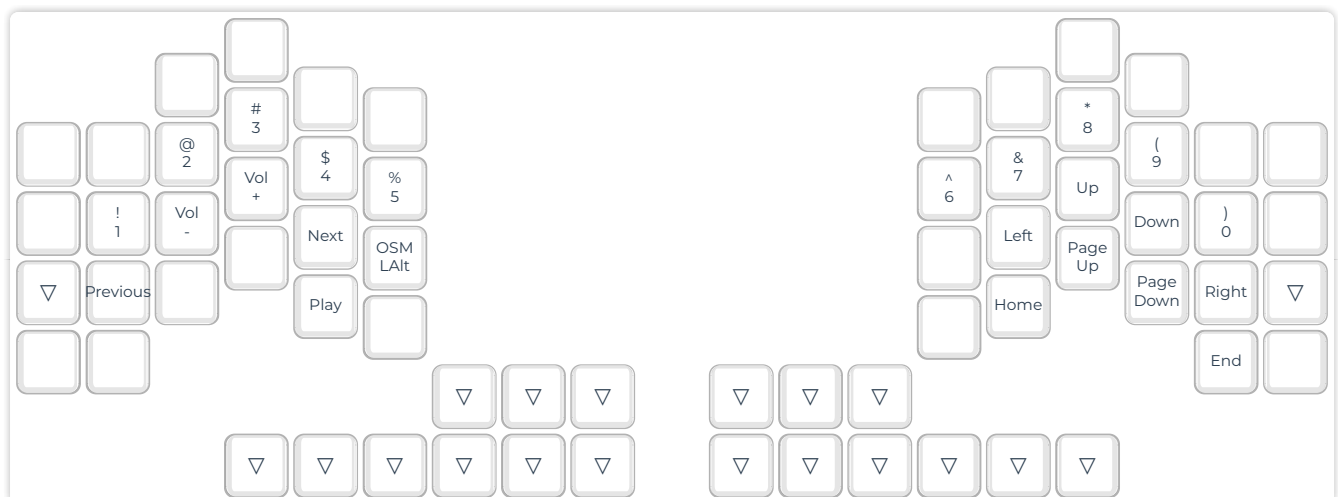 #
3
*
8
@
2
$
4
(
9
Vol
+
%
5
^
6
&
7
Up
!
1
Vol
-
Next
OSM
LAlt
Left
Page
Up
Down
)
0
▽
Previous
Play
Home
Page
Down
Right
▽
End
▽ ▽ ▽ ▽ ▽ ▽
▽ ▽ ▽ ▽ ▽ ▽ ▽ ▽ ▽ ▽ ▽ ▽